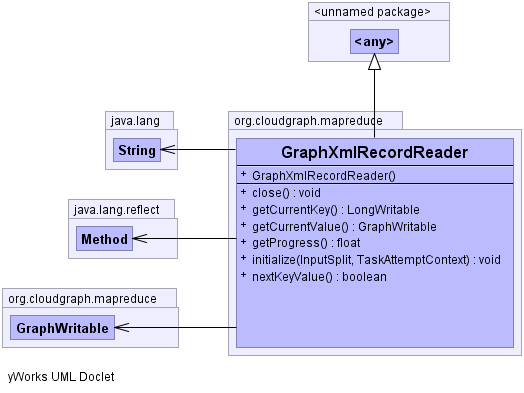 <unnamed package>
<any>
java.lang
String
org.cloudgraph.mapreduce
GraphXmlRecordReader
+ GraphXmlRecordReader()
+ close() : void
+ getCurrentKey() : LongWritable
+ getCurrentValue() : GraphWritable
+ getProgress() : float
+ initialize(InputSplit, TaskAttemptContext) : void
+ nextKeyValue() : boolean
java.lang.reflect
Method
org.cloudgraph.mapreduce
GraphWritable
yWorks UML Doclet